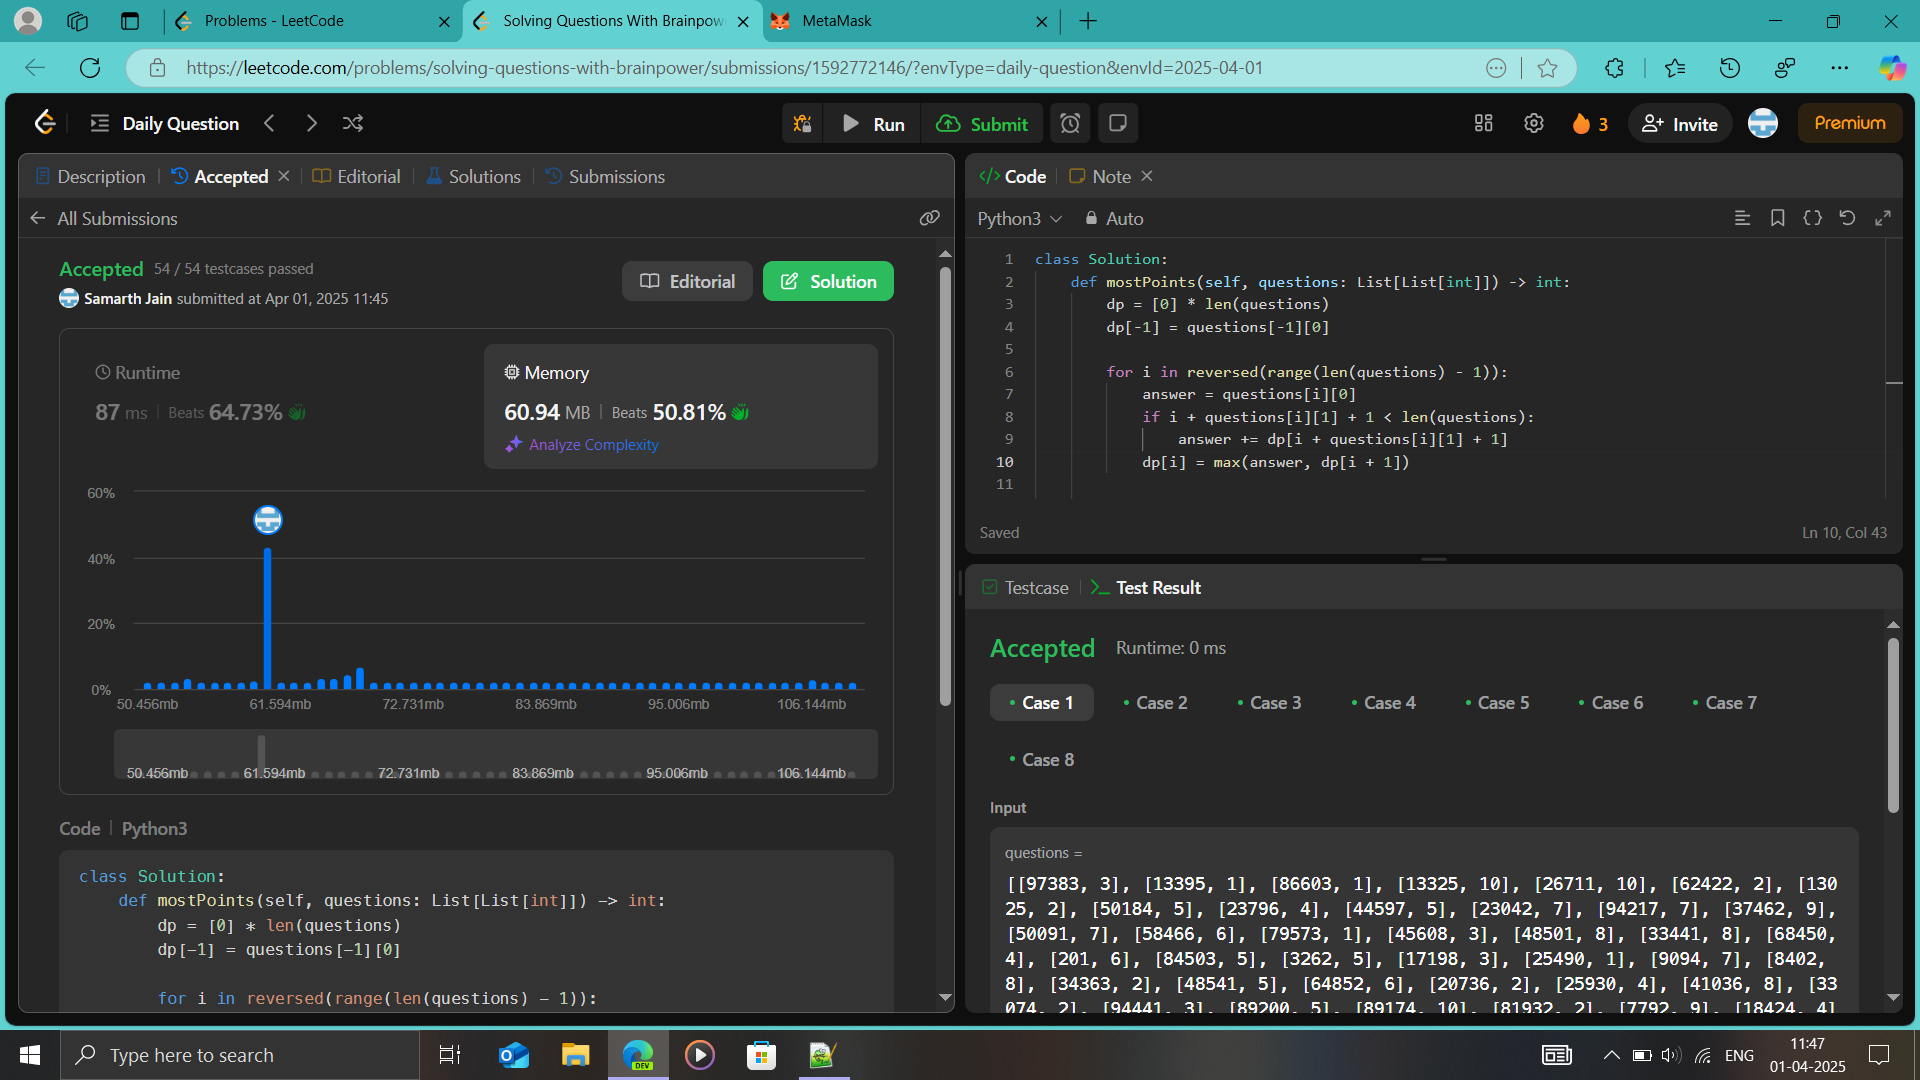 Problems - LeetCode
Solving Questions With Brainpow
MetaMask
https://leetcode.com/problems/solving-questions-with-brainpower/submissions/1592772146/?envType=daily-question&envId=2025-04-01
Daily Question
Run
Submit
3
Invite
Premium
Description
Accepted
Editorial
Solutions
Submissions
All Submissions
Accepted 54 / 54 testcases passed
Samarth Jain submitted at Apr 01, 2025 11:45
Editorial
Solution
Runtime
87 ms | Beats 64.73%
Memory
60.94 MB | Beats 50.81%
Analyze Complexity
60%
40%
20%
0%
50.456mb 61.594mb 72.731mb 83.869mb 95.006mb 106.144mb
50.456mb 61.594mb 72.731mb 83.869mb 95.006mb 106.144mb
Code | Python3
class Solution:
    def mostPoints(self, questions: List[List[int]]) -> int:
        dp = [0] * len(questions)
        dp[-1] = questions[-1][0]
        for i in reversed(range(len(questions) - 1)):
Code
Note
Python3
Auto
1 class Solution:
2     def mostPoints(self, questions: List[List[int]]) -> int:
3         dp = [0] * len(questions)
4         dp[-1] = questions[-1][0]
5
6         for i in reversed(range(len(questions) - 1)):
7             answer = questions[i][0]
8             if i + questions[i][1] + 1 < len(questions):
9                 answer += dp[i + questions[i][1] + 1]
10             dp[i] = max(answer, dp[i + 1])
11
Saved
Ln 10, Col 43
Testcase
Test Result
Accepted Runtime: 0 ms
Case 1 Case 2 Case 3 Case 4 Case 5 Case 6 Case 7
Case 8
Input
questions =
[[97383, 3], [13395, 1], [86603, 1], [13325, 10], [26711, 10], [62422, 2], [130
25, 2], [50184, 5], [23796, 4], [44597, 5], [23042, 7], [94217, 7], [37462, 9],
[50091, 7], [58466, 6], [79573, 1], [45608, 3], [48501, 8], [33441, 8], [68450,
4], [201, 6], [84503, 5], [3262, 5], [17198, 3], [25490, 1], [9094, 7], [8402,
8], [34363, 2], [48541, 5], [64852, 6], [20736, 2], [25930, 4], [41036, 8], [33
074, 2], [94441, 3], [89200, 5], [89174, 10], [81932, 2], [7792, 9], [18424, 4]
Type here to search
DEV
ENG
11:47
01-04-2025